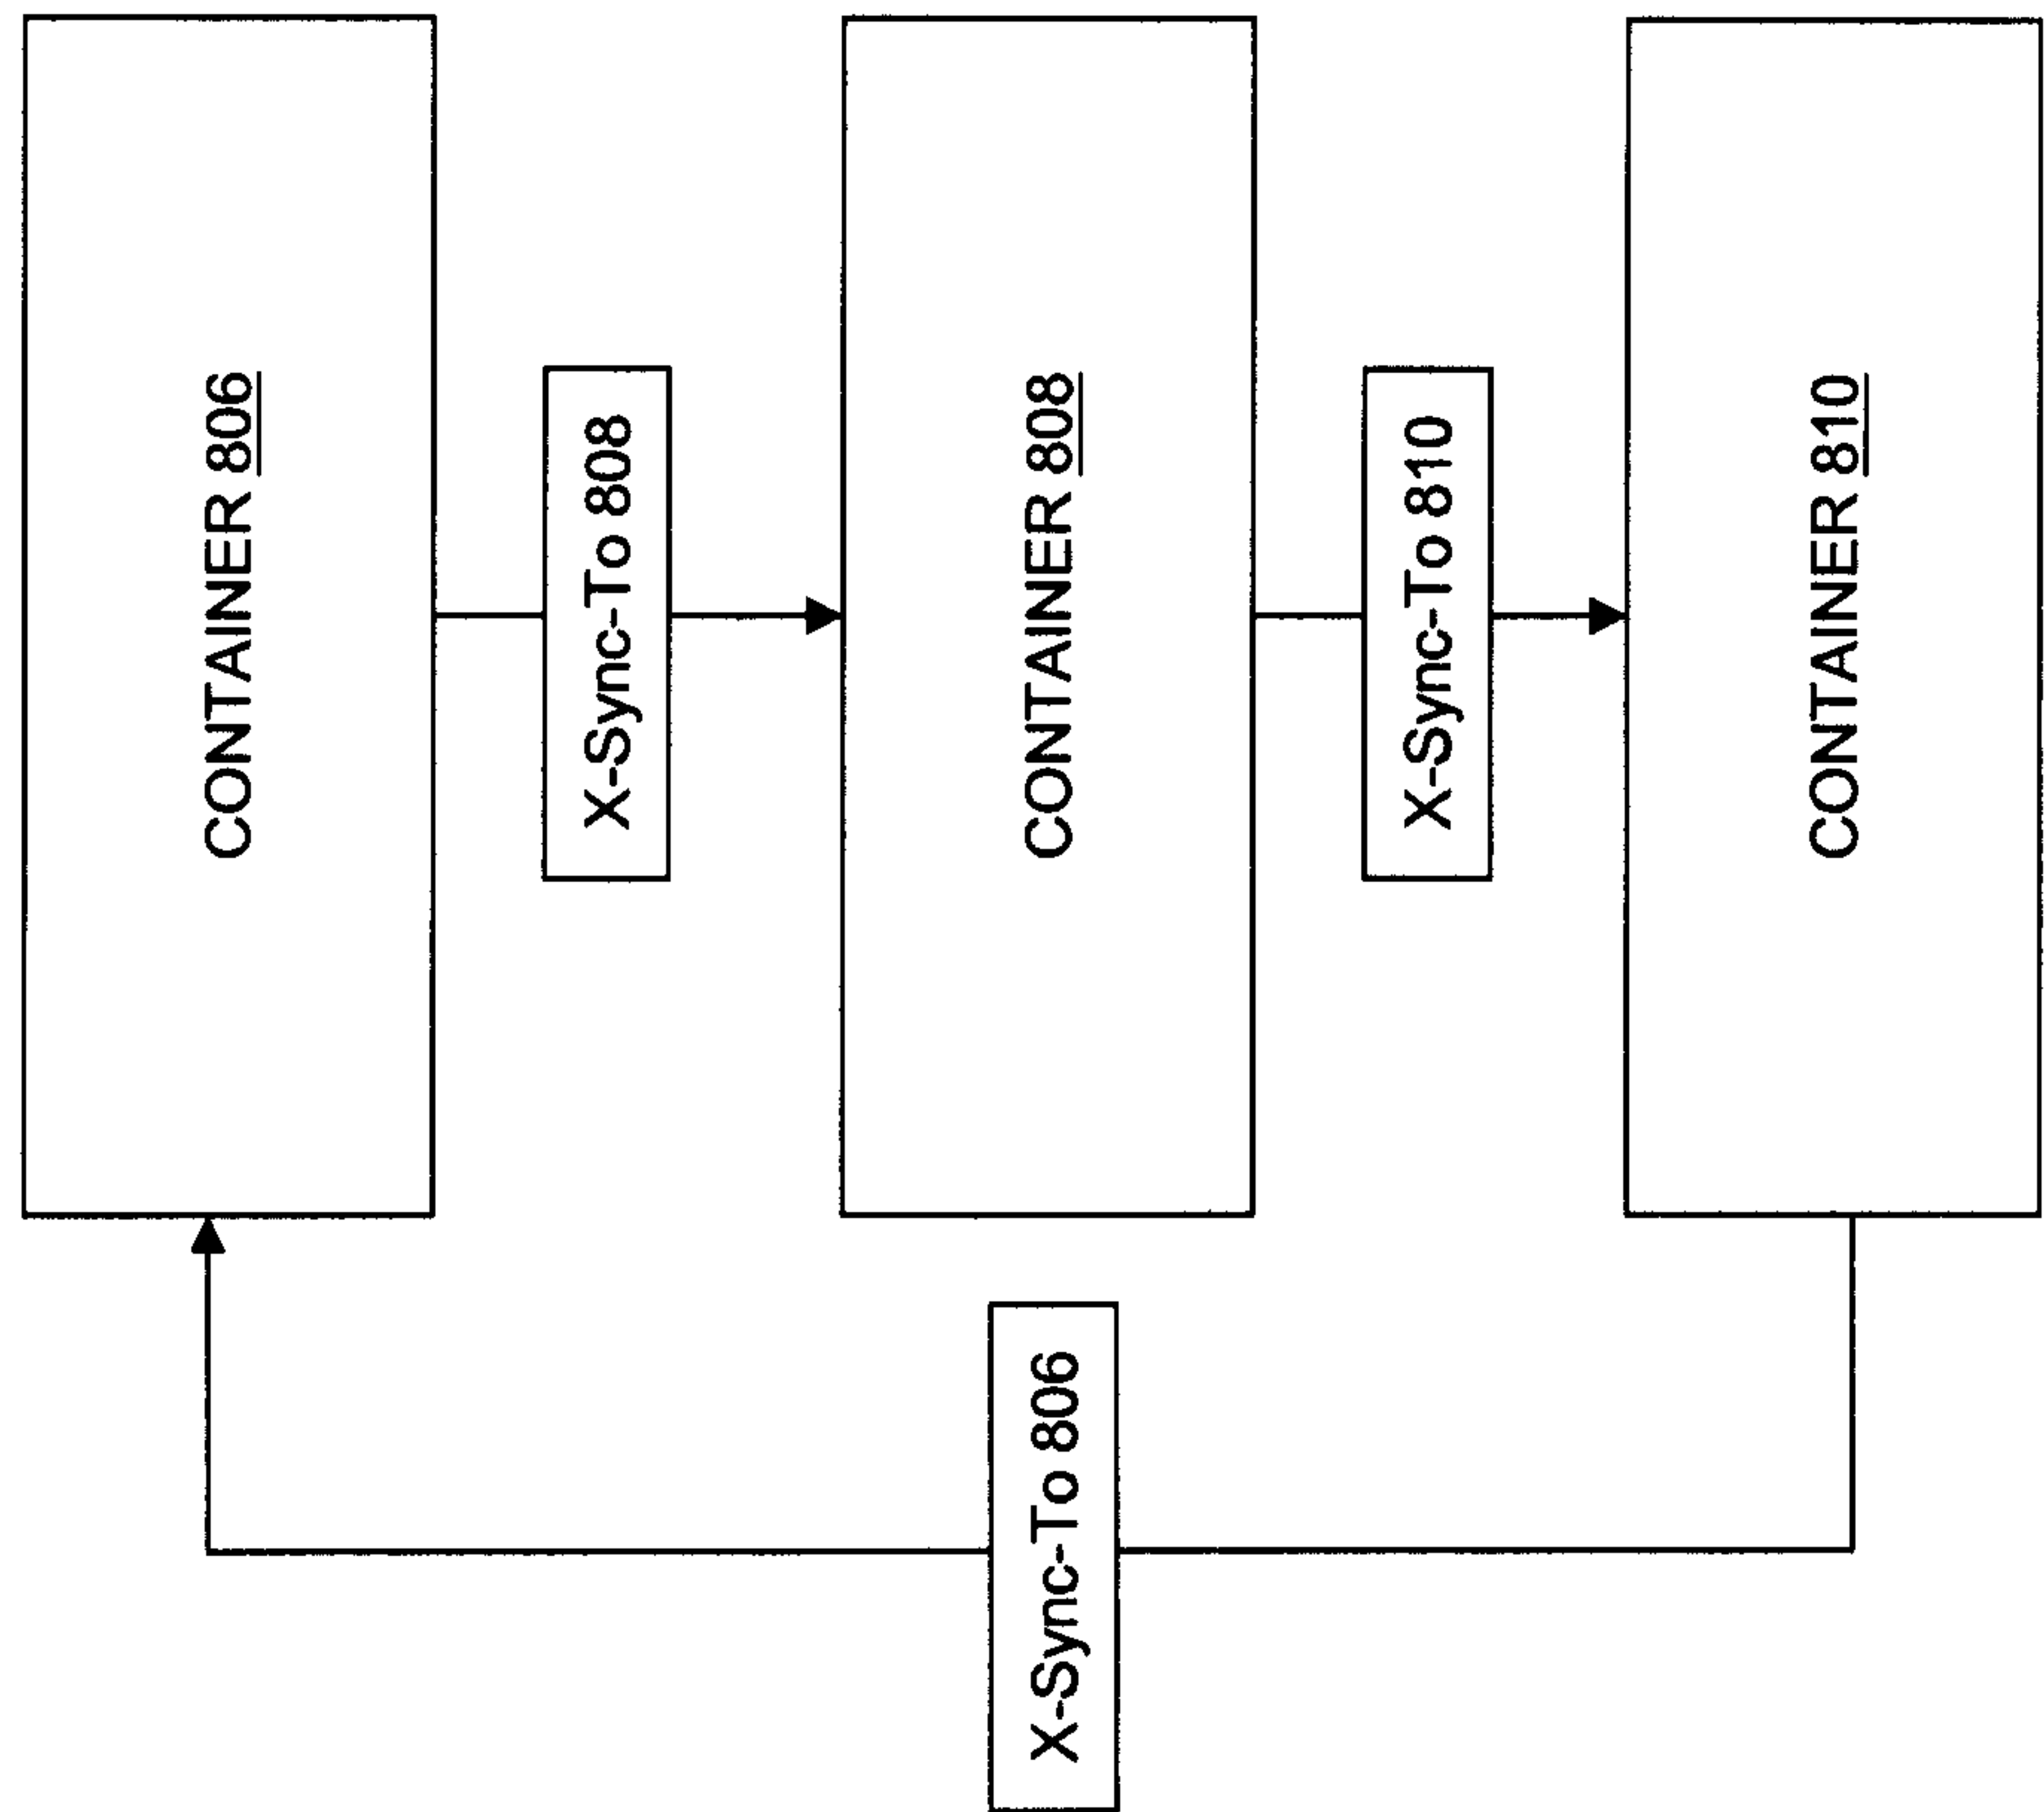 CONTAINER 806
X-Sync-To 808
CONTAINER 808
X-Sync-To 810
CONTAINER 810
X-Sync-To 806